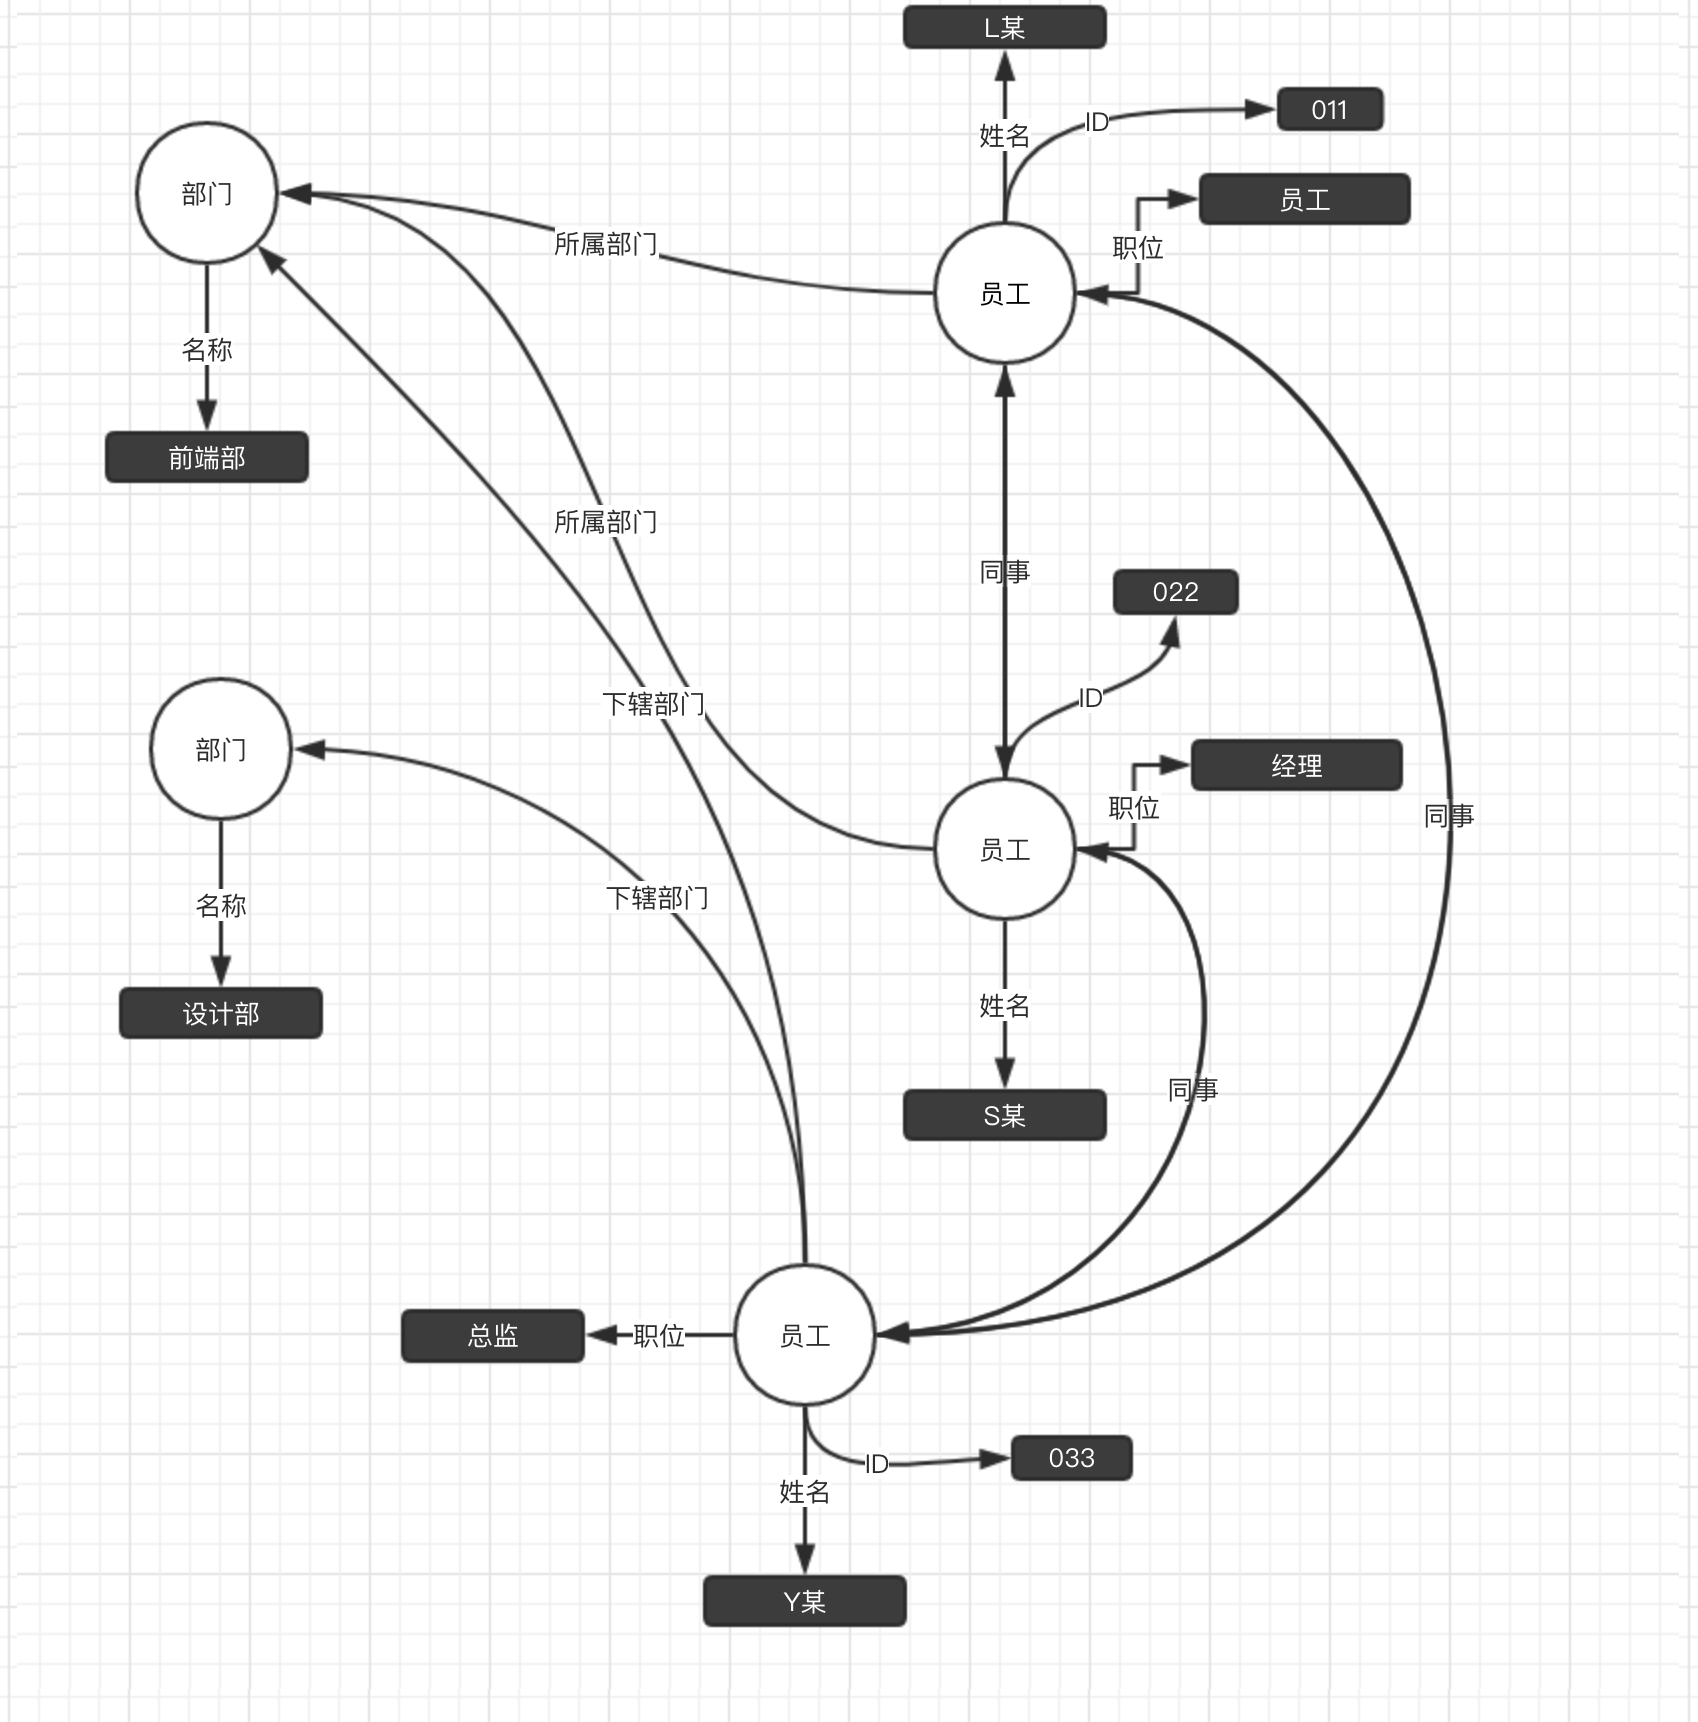 L某
011
姓名
ID
员工
部门
职位
所属部门
员工
名称
前端部
所属部门
同事
022
ID
下辖部门
部门
经理
职位
同事
员工
下辖部门
名称
姓名
设计部
同事
S某
总监
职位
员工
033
ID
姓名
Y某